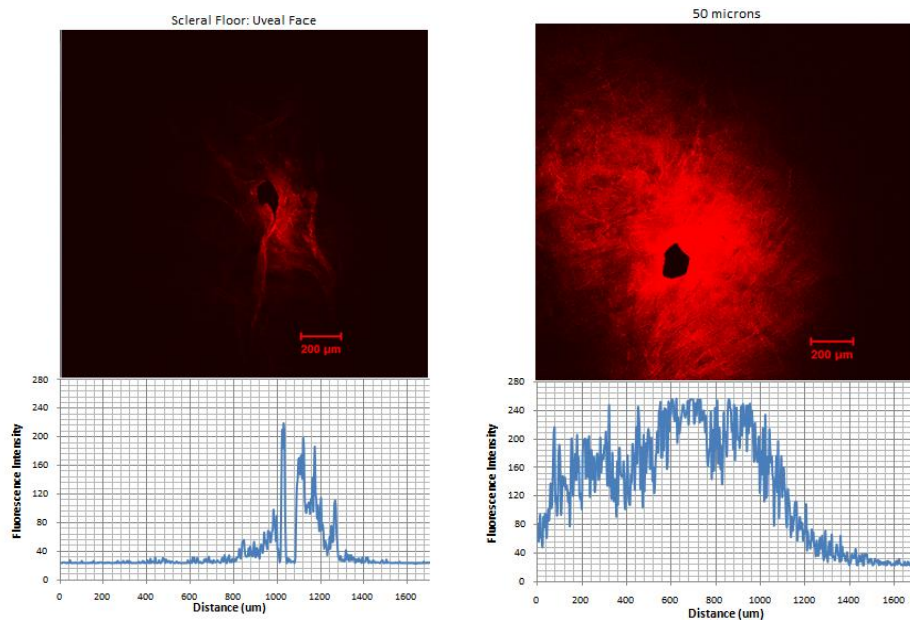 Scleral Floor: Uveal Face
200 µm
280
240
200
160
120
80
40
0
Fluorescence Intensity
0 200 400 600 800 1000 1200 1400 1600
Distance (um)
50 microns
200 µm
280
240
200
160
120
80
40
0
Fluorescence Intensity
0 200 400 600 800 1000 1200 1400 1600
Distance (um)